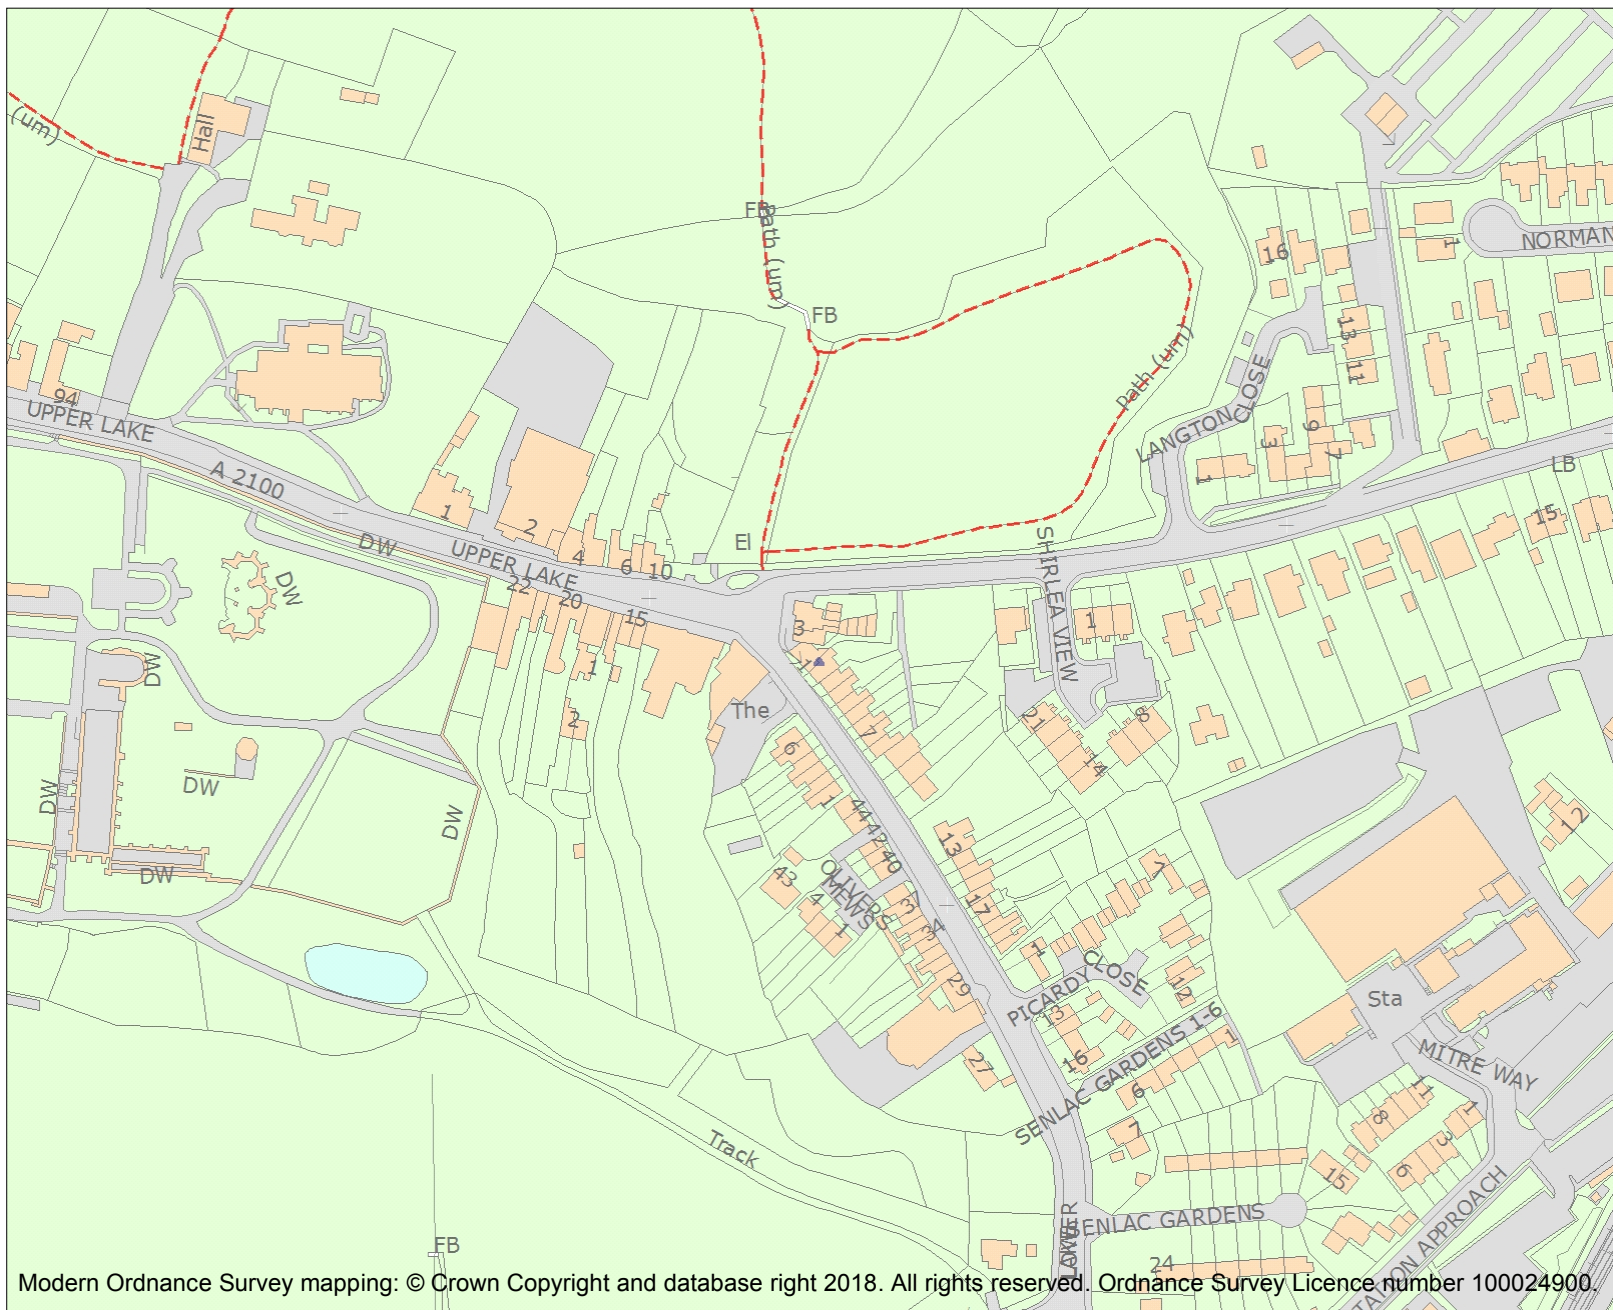 (um)
Hall
FB
Path (um)
FB
16
1
NORMAN
13
11
Path (um)
LANGTON
CLOSE
94
UPPER LAKE
A 2100
1
2
3
9
7
1
LB
15
DW
UPPER LAKE
4
6
10
El
SHIRLEA VIEW
DW
22
20
15
3
1
DW
1
1
2
The
7
6
1
21
14
8
DW
DW
DW
DW
44
42
40
13
12
43
OLIVERS
MEWS
4
1
3
34
17
7
29
1
PICARDY
CLOSE
12
13
16
Sta
27
SENLAC GARDENS 1-6
1
6
7
MITRE WAY
11
8
1
3
6
15
Track
SENLAC GARDENS
LOWER
LAKE
STATION APPROACH
24
FB
Modern Ordnance Survey mapping: © Crown Copyright and database right 2018. All rights reserved. Ordnance Survey Licence number 100024900.